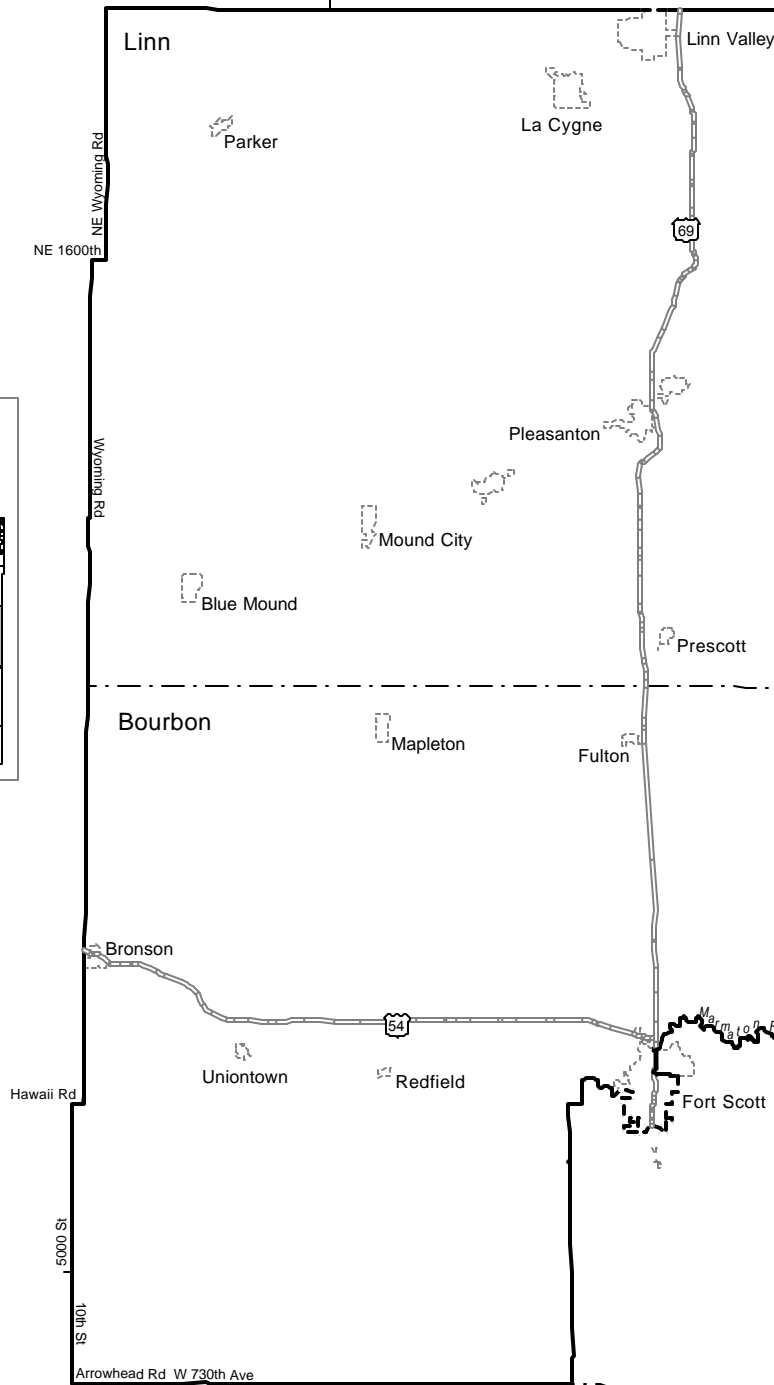 Linn
Linn Valley
La Cygne
Parker
NE Wyoming Rd
69
NE 1600th
Pleasanton
Wyoming Rd
Mound City
Blue Mound
Prescott
Bourbon
Mapleton
Fulton
Bronson
54
Marmaton
Uniontown
Redfield
Hawaii Rd
Fort Scott
5000 St
10th St
Arrowhead Rd W 730th Ave